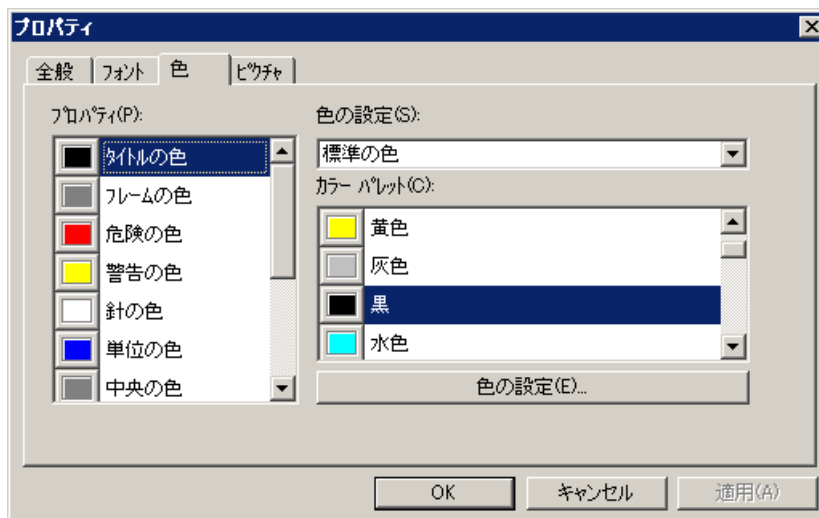 プロパティ
全般 フォント 色 ピクチャ
プロパティ(P):
タイトルの色
フレームの色
危険の色
警告の色
針の色
単位の色
中央の色
色の設定(S):
標準の色
カラー パレット(C):
黄色
灰色
黒
水色
色の設定(E)...
OK キャンセル 適用(A)